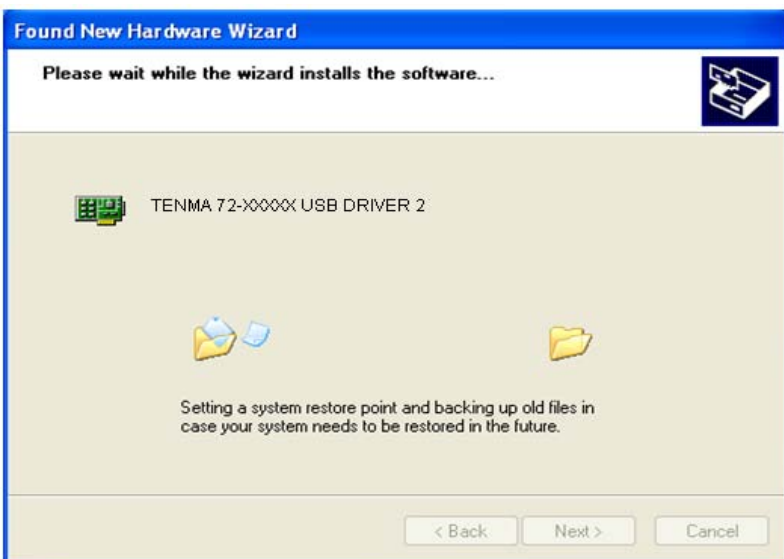 Found New Hardware Wizard
Please wait while the wizard installs the software...
TENMA 72-XXXXX USB DRIVER 2
Setting a system restore point and backing up old files in
case your system needs to be restored in the future.
< Back
Next >
Cancel